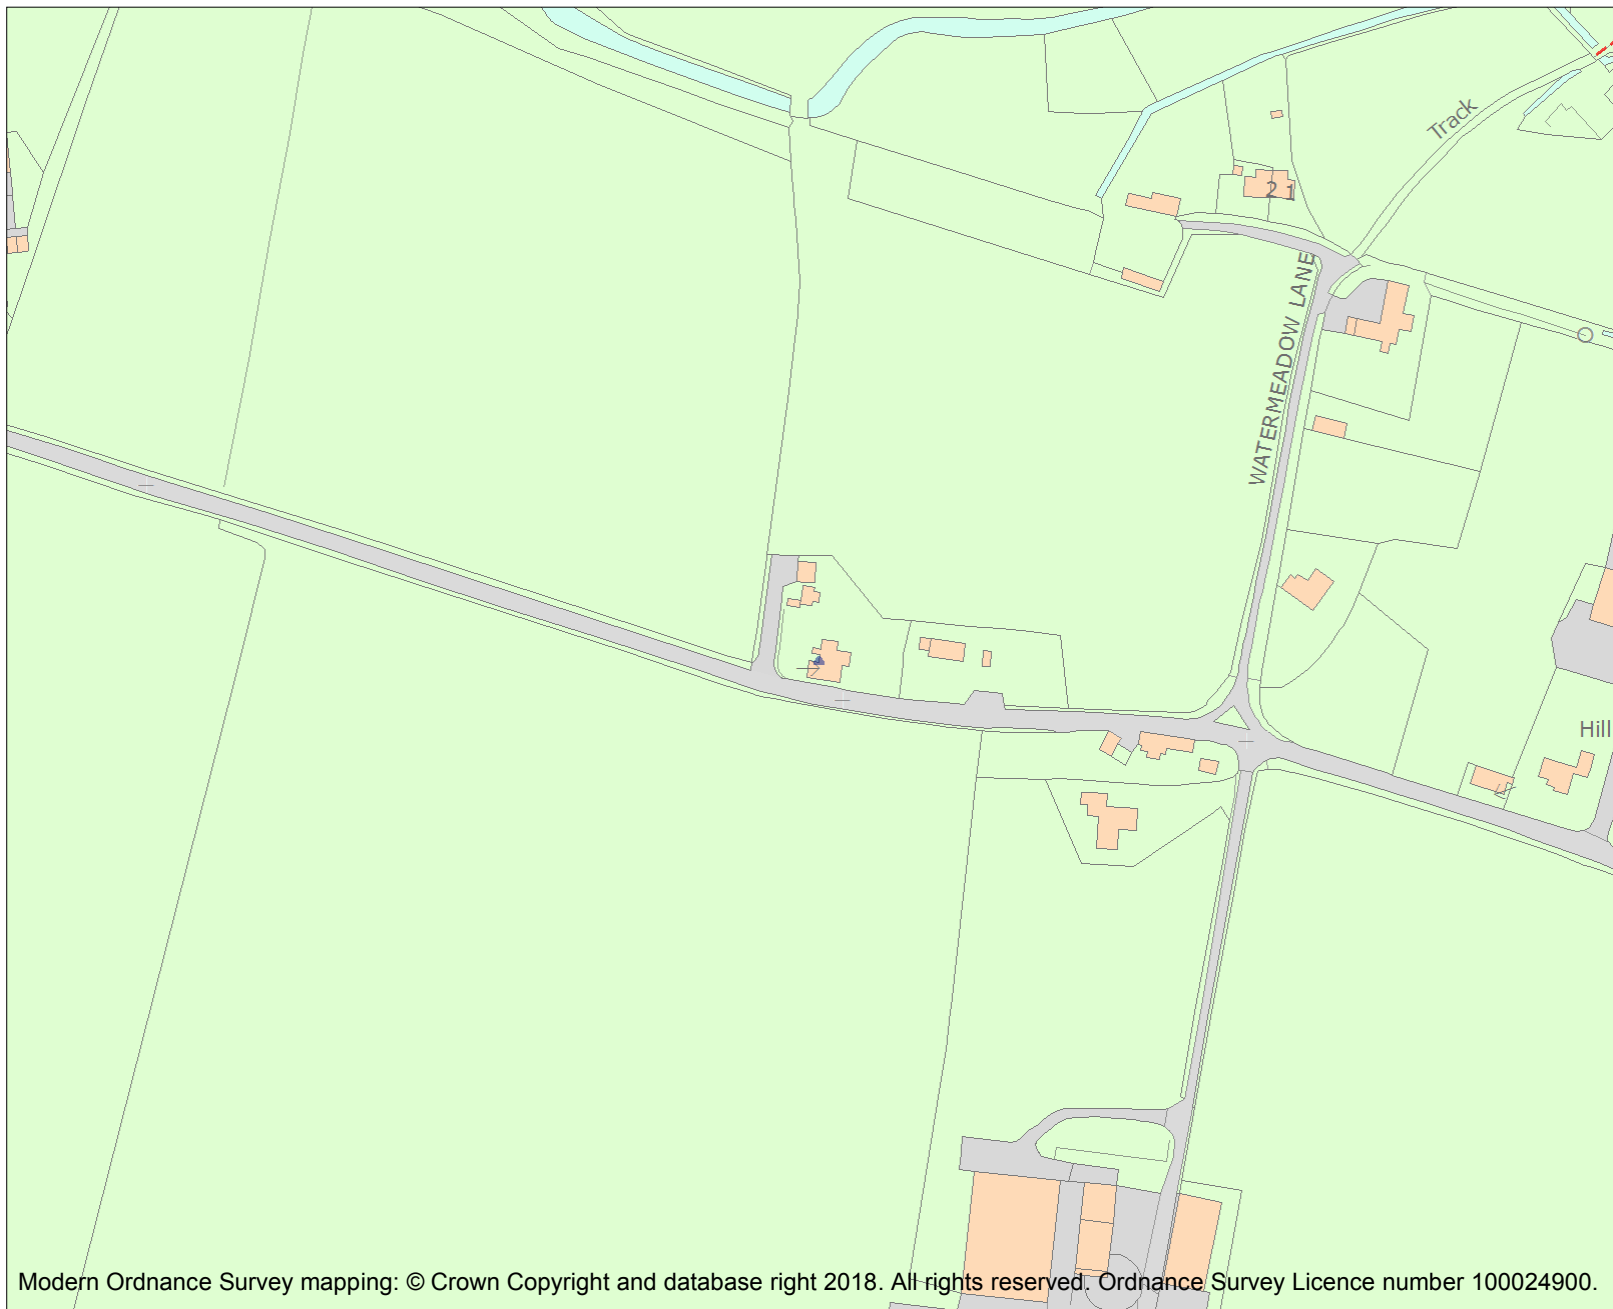 Track
2 1
WATERMEADOW LANE
Hill
Modern Ordnance Survey mapping: © Crown Copyright and database right 2018. All rights reserved. Ordnance Survey Licence number 100024900.